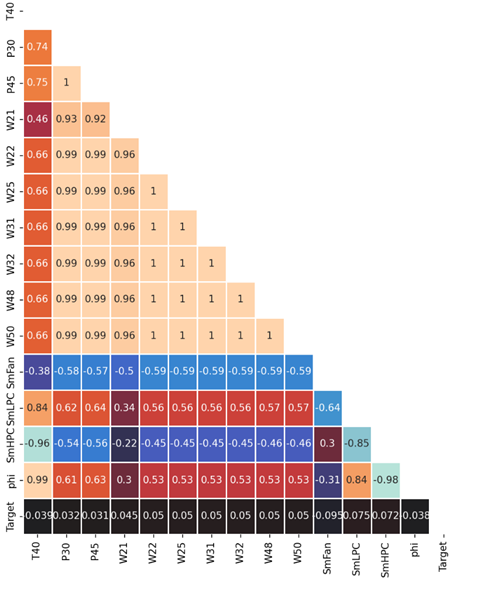 T40
P30 0.74
P45 0.75 1
W21 0.46 0.93 0.92
W22 0.66 0.99 0.99 0.96
W25 0.66 0.99 0.99 0.96 1
W31 0.66 0.99 0.99 0.96 1 1
W32 0.66 0.99 0.99 0.96 1 1 1
W48 0.66 0.99 0.99 0.96 1 1 1 1
W50 0.66 0.99 0.99 0.96 1 1 1 1 1
SmFan -0.38 -0.58 -0.57 -0.5 -0.59 -0.59 -0.59 -0.59 -0.59 -0.59
SmLPC 0.84 0.62 0.64 0.34 0.56 0.56 0.56 0.56 0.57 0.57 -0.64
SmHPC -0.96 -0.54 -0.56 -0.22 -0.45 -0.45 -0.45 -0.45 -0.46 -0.46 0.3 -0.85
phi 0.99 0.61 0.63 0.3 0.53 0.53 0.53 0.53 0.53 0.53 -0.31 0.84 -0.98
Target -0.039 0.032 0.031 0.045 0.05 0.05 0.05 0.05 0.05 0.05 -0.095 0.075 0.072 -0.038
T40 P30 P45 W21 W22 W25 W31 W32 W48 W50 SmFan SmLPC SmHPC phi Target